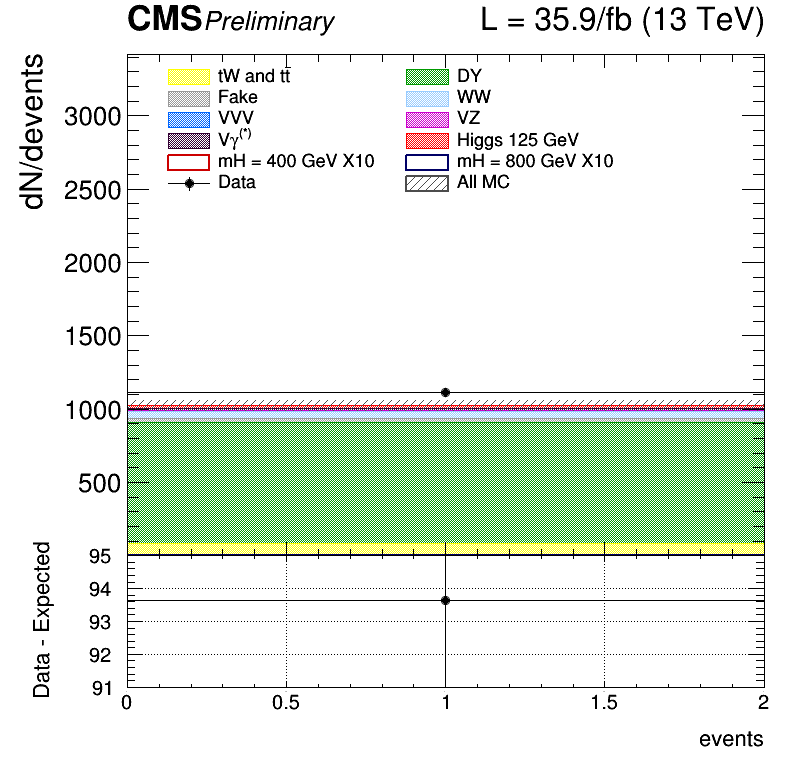 CMS Preliminary L = 35.9/fb (13 TeV)
dN/devents
tW and tt̄ DY
Fake WW
VVV VZ
Vγ(*) Higgs 125 GeV
mH = 400 GeV X10 mH = 800 GeV X10
Data All MC
3000
2500
2000
1500
1000
500
Data - Expected
95
94
93
92
91
0 0.5 1 1.5 2
events